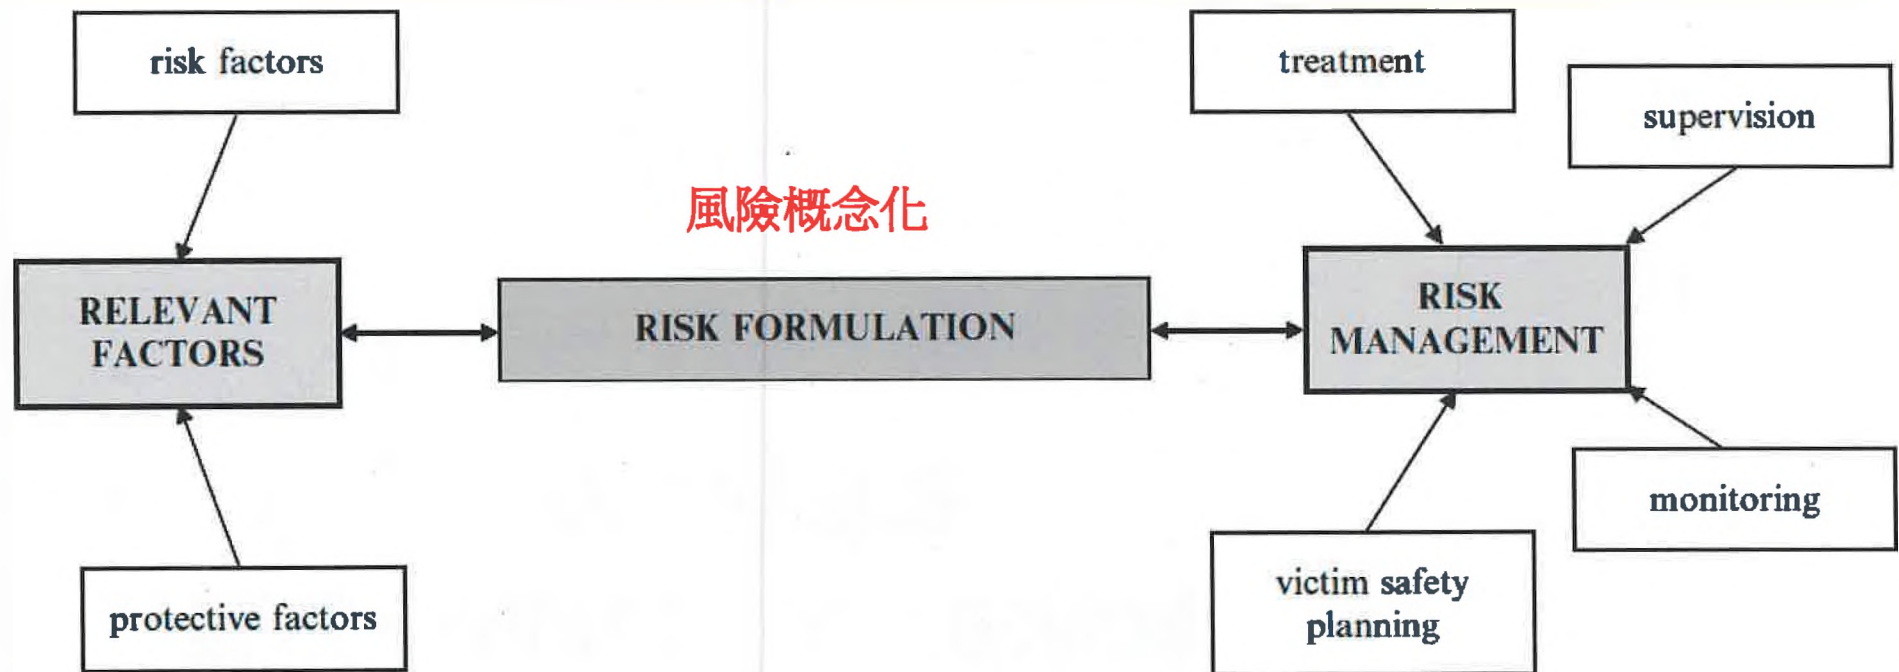 risk factors
treatment
supervision
風險概念化
RELEVANT
FACTORS
RISK FORMULATION
RISK
MANAGEMENT
monitoring
protective factors
victim safety
planning